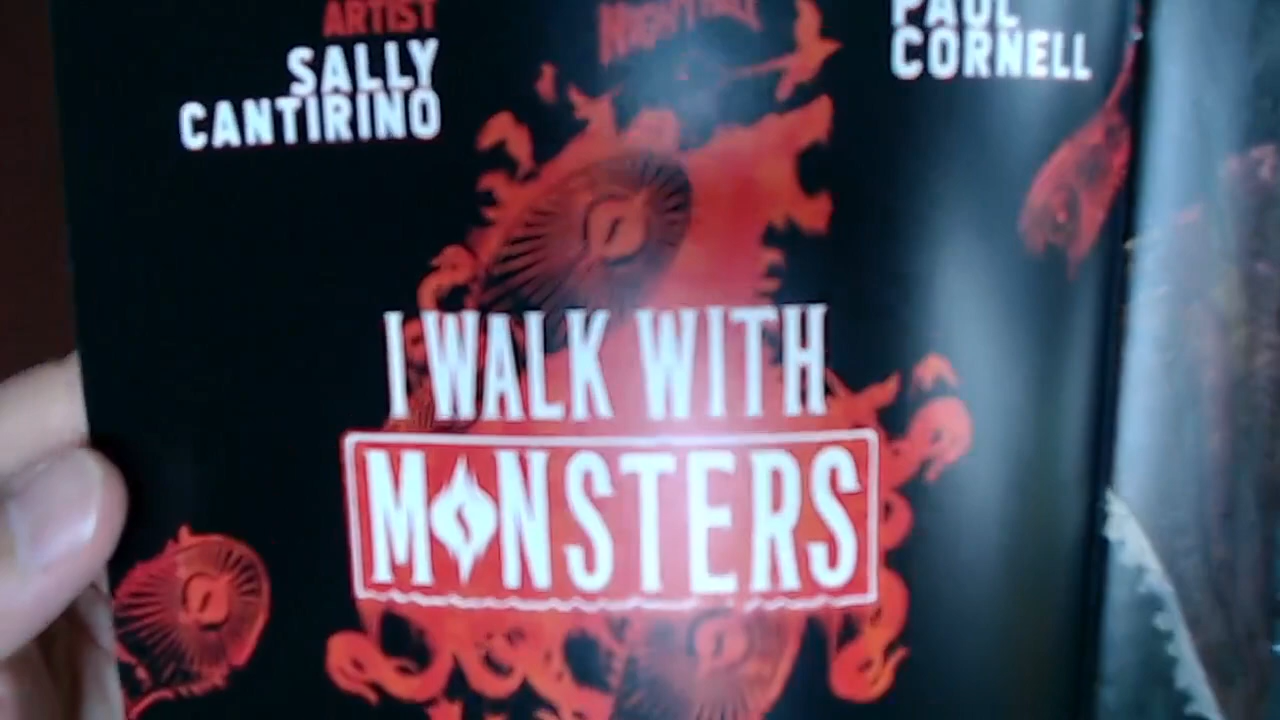 ARTIST
SALLY
CANTIRINO
PAUL
CORNELL
I WALK WITH
MONSTERS